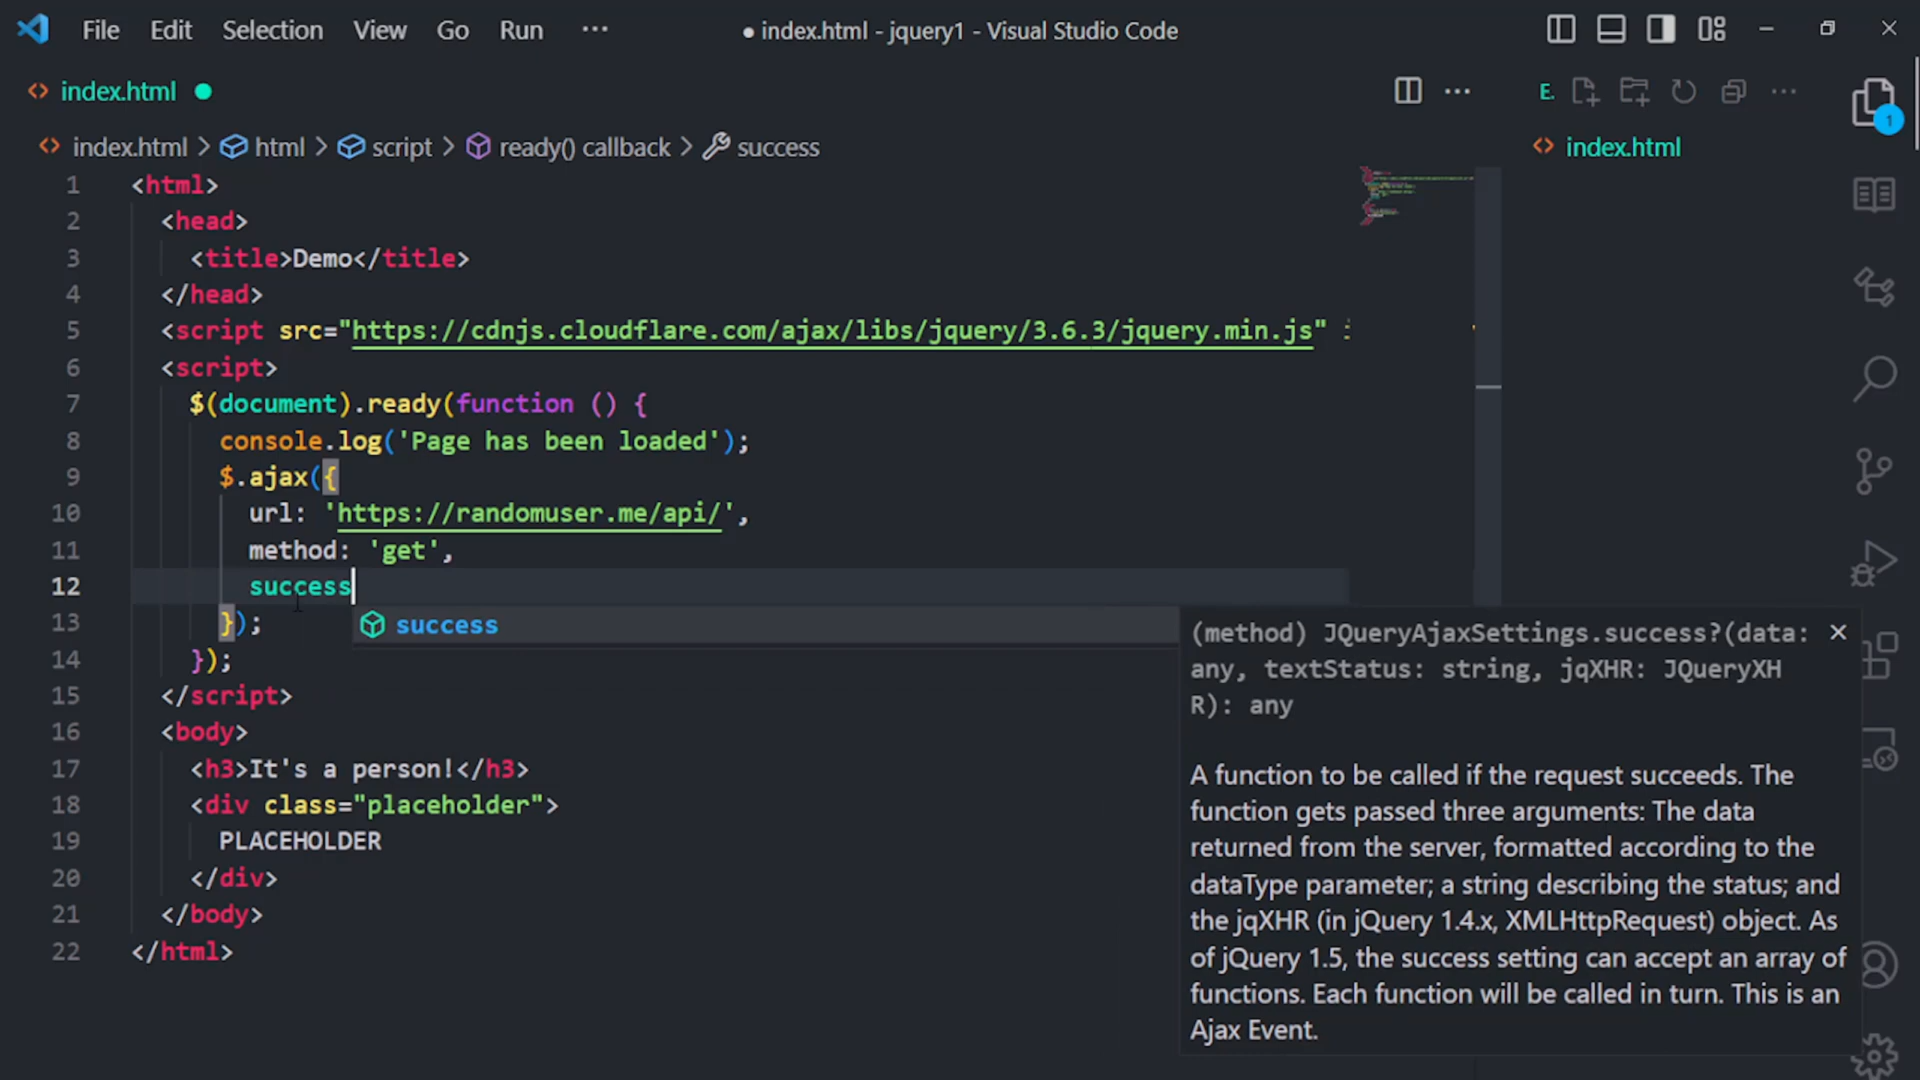 File Edit Selection View Go Run ··· ● index.html - jquery1 - Visual Studio Code
index.html
E.
index.html > html > script > ready() callback > success
index.html
1
1 <html>
2 <head>
3 <title>Demo</title>
4 </head>
5 <script src="https://cdnjs.cloudflare.com/ajax/libs/jquery/3.6.3/jquery.min.js"
6 <script>
7 $(document).ready(function () {
8 console.log('Page has been loaded');
9 $.ajax({
10 url: 'https://randomuser.me/api/',
11 method: 'get',
12 success
13 });
14 });
15 </script>
16 <body>
17 <h3>It's a person!</h3>
18 <div class="placeholder">
19 PLACEHOLDER
20 </div>
21 </body>
22 </html>
success
(method) JQueryAjaxSettings.success?(data:
any, textStatus: string, jqXHR: JQueryXH
R): any
A function to be called if the request succeeds. The
function gets passed three arguments: The data
returned from the server, formatted according to the
dataType parameter; a string describing the status; and
the jqXHR (in jQuery 1.4.x, XMLHttpRequest) object. As
of jQuery 1.5, the success setting can accept an array of
functions. Each function will be called in turn. This is an
Ajax Event.